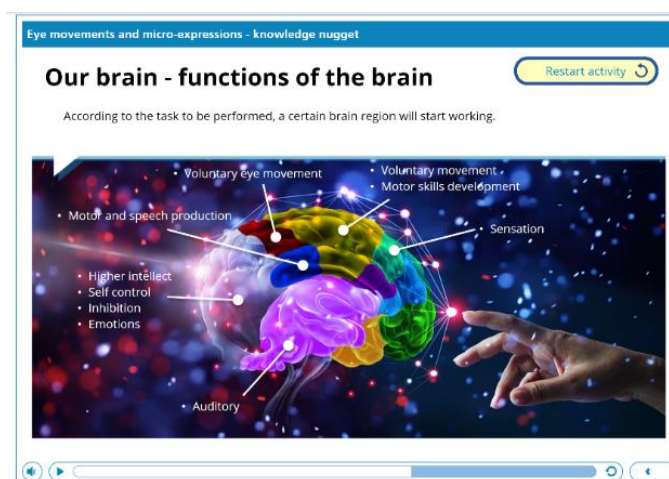 Eye movements and micro-expressions - knowledge nugget
Our brain - functions of the brain
Restart activity
According to the task to be performed, a certain brain region will start working.
• Voluntary eye movement
• Voluntary movement
• Motor skills development
• Motor and speech production
• Sensation
• Higher intellect
• Self control
• Inhibition
• Emotions
• Auditory